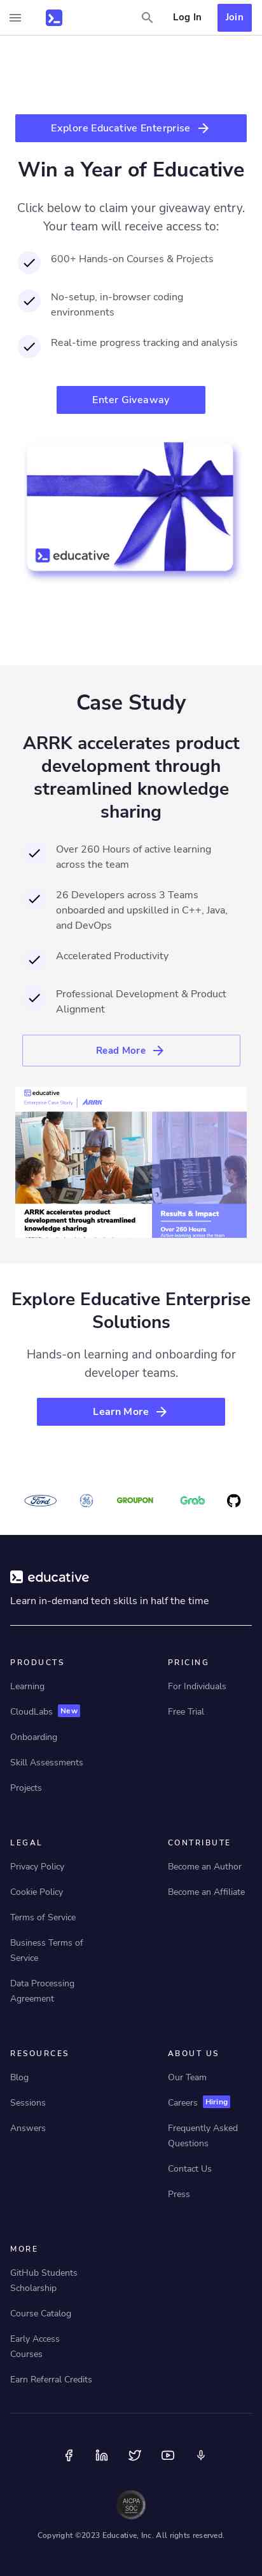 Log In
Join
Explore Educative Enterprise
Win a Year of Educative
Click below to claim your giveaway entry.
Your team will receive access to:
600+ Hands-on Courses & Projects
No-setup, in-browser coding
environments
Real-time progress tracking and analysis
Enter Giveaway
educative
Case Study
ARRK accelerates product
development through
streamlined knowledge
sharing
Over 260 Hours of active learning
across the team
26 Developers across 3 Teams
onboarded and upskilled in C++, Java,
and DevOps
Accelerated Productivity
Professional Development & Product
Alignment
Read More
educative
Enterprise Case Study | ARRK
ARRK accelerates product
development through streamlined
knowledge sharing
Results & Impact
Over 260 Hours
Active learning across the team
Explore Educative Enterprise
Solutions
Hands-on learning and onboarding for
developer teams.
Learn More
Ford
GE
GROUPON
Grab
educative
Learn in-demand tech skills in half the time
PRODUCTS
Learning
CloudLabs New
Onboarding
Skill Assessments
Projects
PRICING
For Individuals
Free Trial
LEGAL
Privacy Policy
Cookie Policy
Terms of Service
Business Terms of
Service
Data Processing
Agreement
CONTRIBUTE
Become an Author
Become an Affiliate
RESOURCES
Blog
Sessions
Answers
ABOUT US
Our Team
Careers Hiring
Frequently Asked
Questions
Contact Us
Press
MORE
GitHub Students
Scholarship
Course Catalog
Early Access
Courses
Earn Referral Credits
AICPA
SOC
Copyright ©2023 Educative, Inc. All rights reserved.